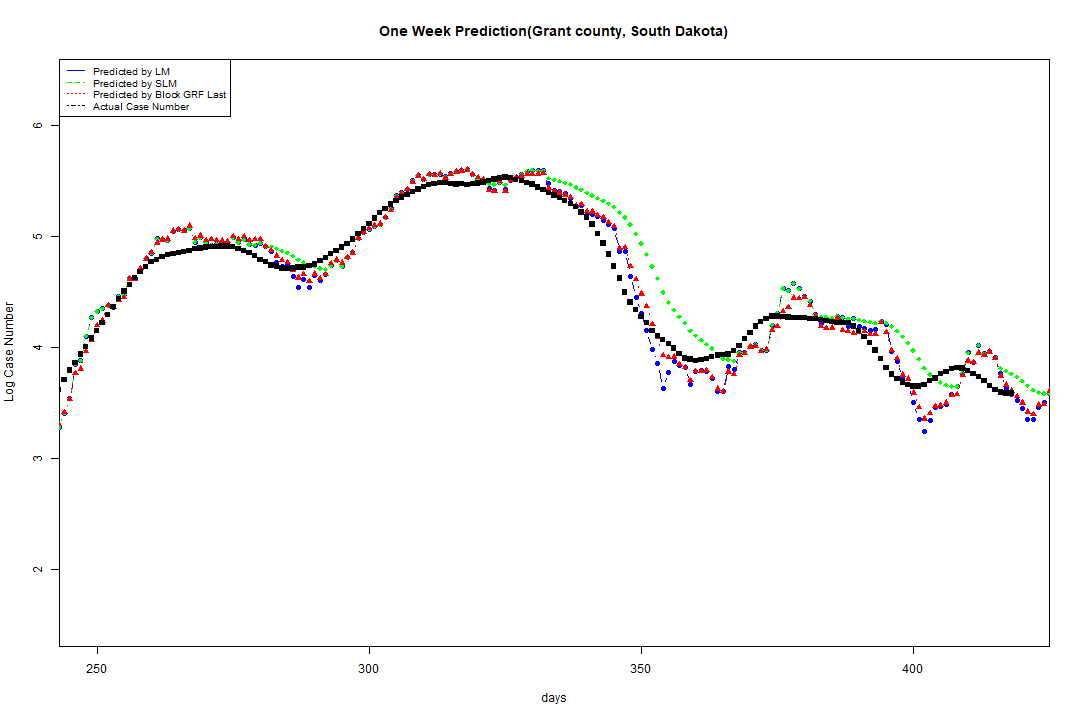 One Week Prediction(Grant county, South Dakota)
Predicted by LM
Predicted by SLM
Predicted by Block GRF Last
Actual Case Number
6
5
4
3
2
Log Case Number
250 300 350 400
days